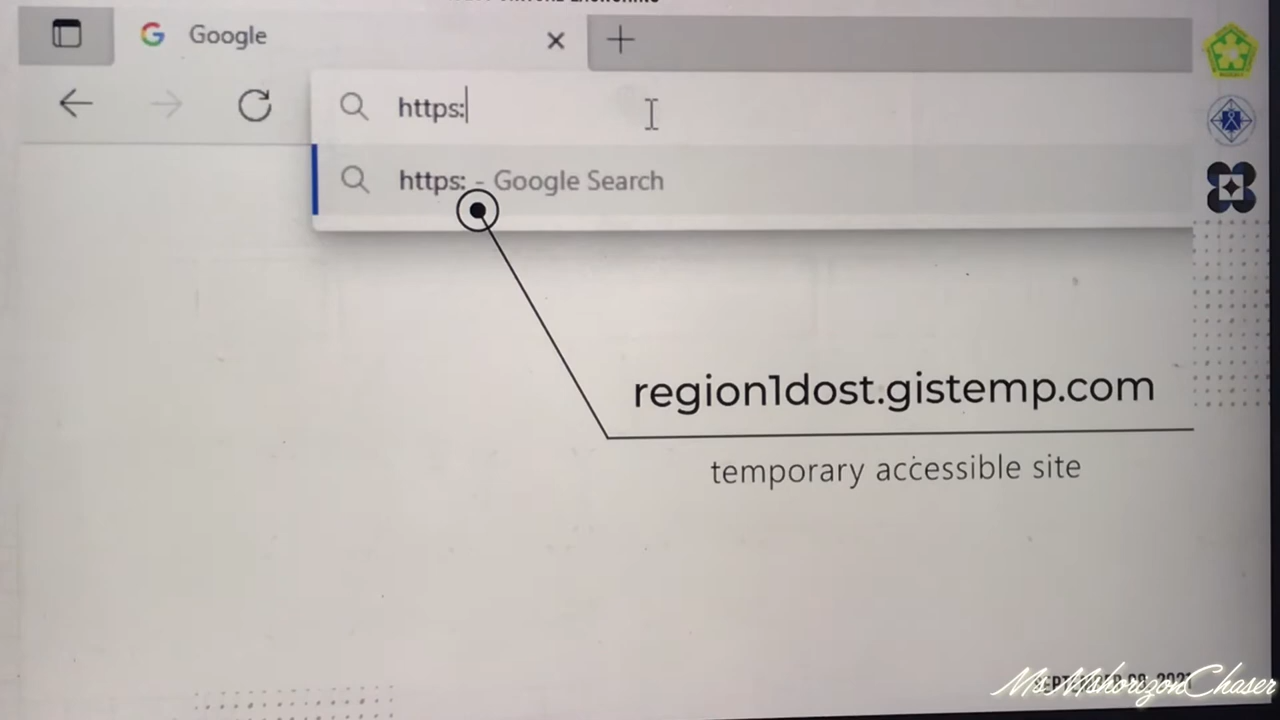 Google
https:
https: - Google Search
region1dost.gistemp.com
temporary accessible site